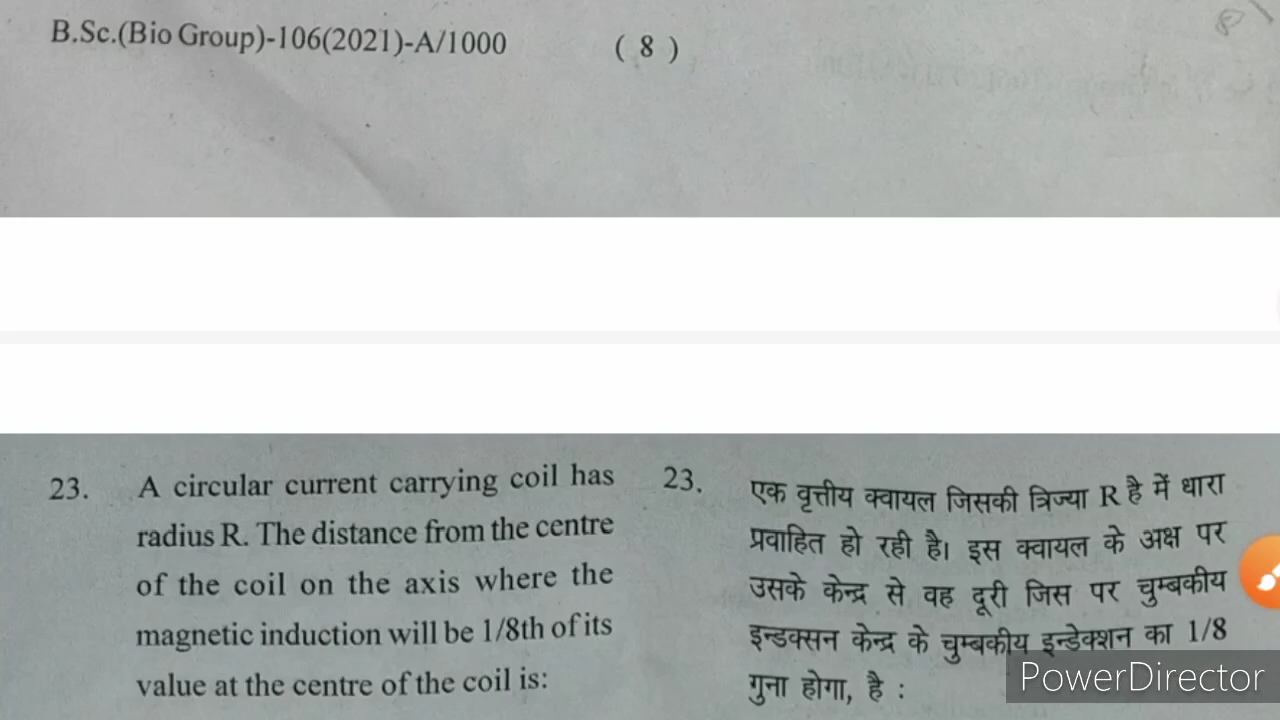 B.Sc.(Bio Group)-106(2021)-A/1000 ( 8 )
8
23. A circular current carrying coil has
radius R. The distance from the centre
of the coil on the axis where the
magnetic induction will be 1/8th of its
value at the centre of the coil is:
23. एक वृत्तीय क्वायल जिसकी त्रिज्या R है में धारा
प्रवाहित हो रही है। इस क्वायल के अक्ष पर
उसके केन्द्र से वह दूरी जिस पर चुम्बकीय
इन्डक्सन केन्द्र के चुम्बकीय इन्डेक्शन का 1/8
गुना होगा, है :
PowerDirector